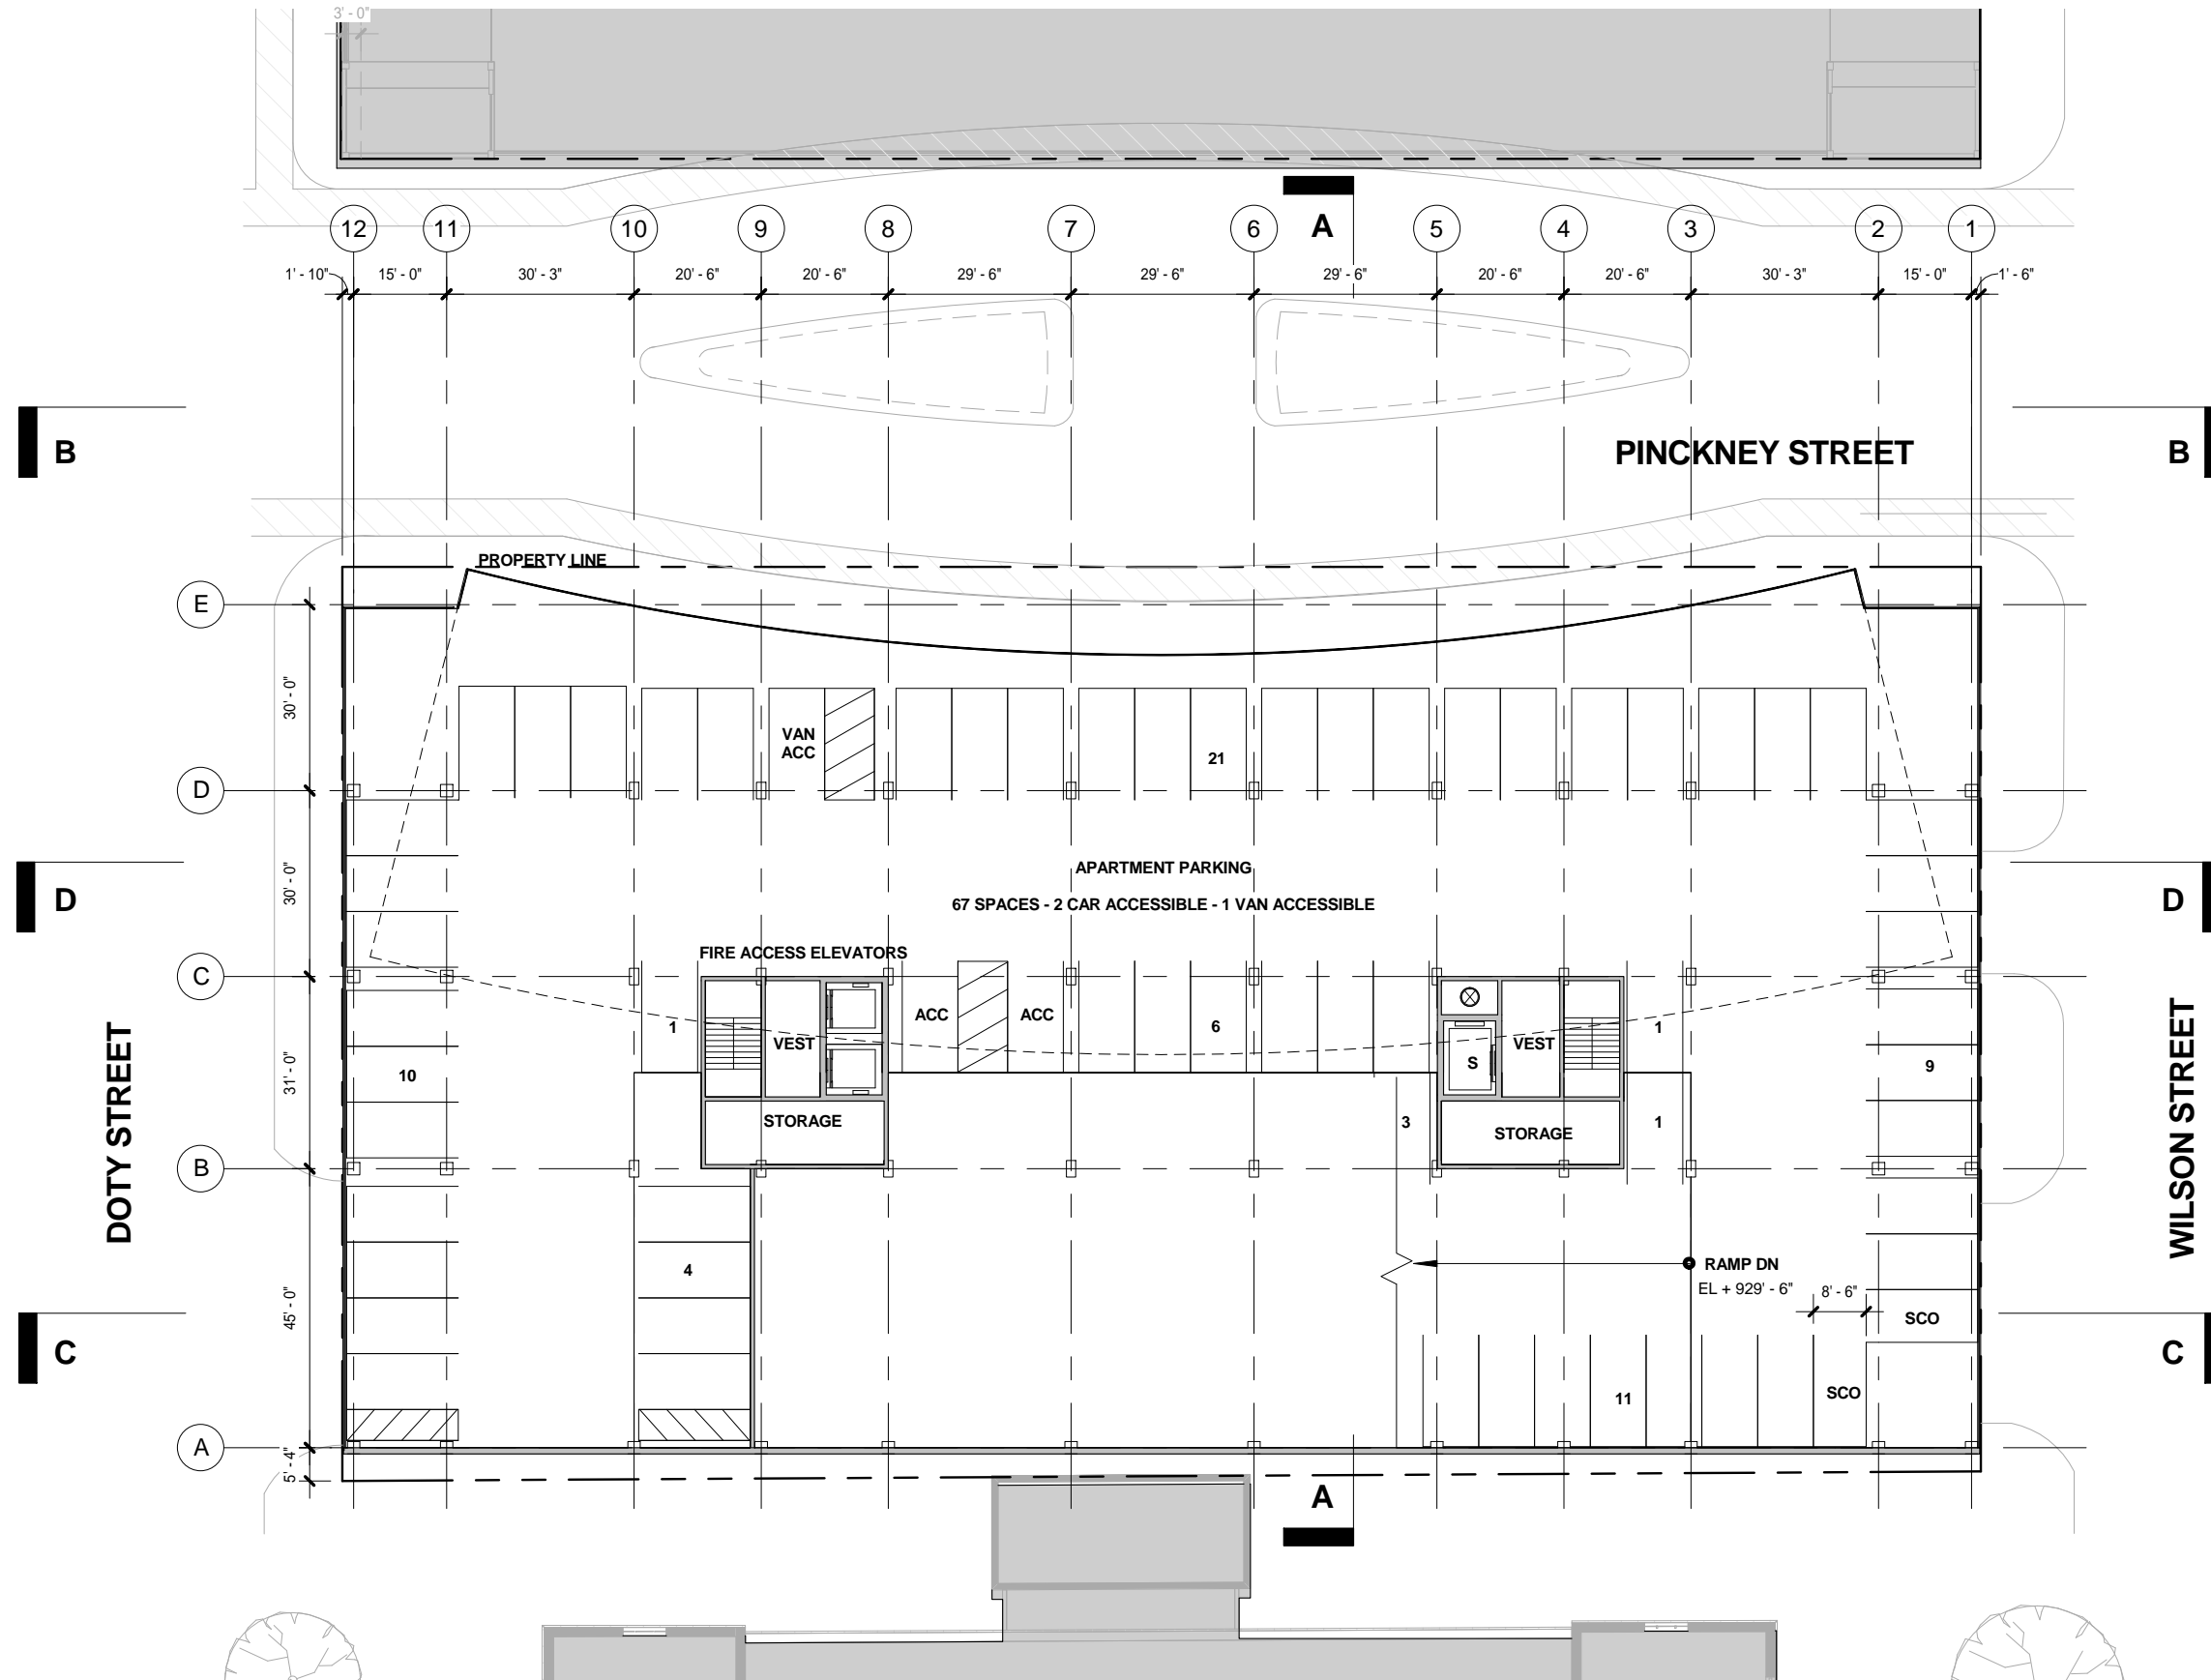 3' - 0"
A
12 11 10 9 8 7 6 5 4 3 2 1
1' - 10" 15' - 0" 30' - 3" 20' - 6" 20' - 6" 29' - 6" 29' - 6" 29' - 6" 20' - 6" 20' - 6" 30' - 3" 15' - 0" 1' - 6"
B PINCKNEY STREET B
PROPERTY LINE
E
30' - 0"
VAN
ACC
21
D
APARTMENT PARKING
30' - 0"
D 67 SPACES - 2 CAR ACCESSIBLE - 1 VAN ACCESSIBLE D
FIRE ACCESS ELEVATORS
C
ACC ACC
1 6 1
VEST VEST
31' - 0"
10 S 9
STORAGE 3 1
STORAGE
DOTY STREET
WILSON STREET
B
4 RAMP DN
EL + 929' - 6" 8' - 6"
45' - 0"
SCO
C C
11 SCO
A
5' - 4"
A